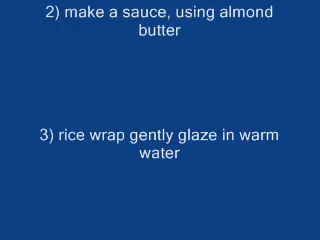 2) make a sauce, using almond
butter
3) rice wrap gently glaze in warm
water